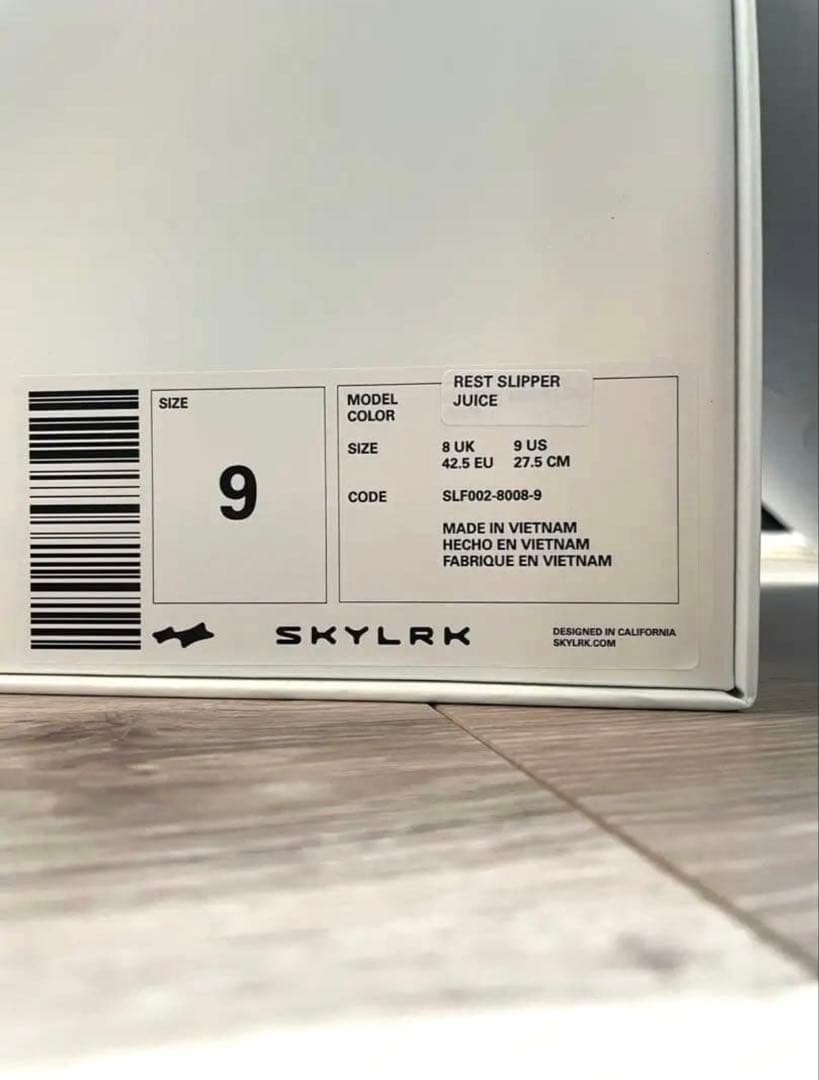 SIZE
9
MODEL
COLOR
REST SLIPPER
JUICE
SIZE
8 UK 9 US
42.5 EU 27.5 CM
CODE
SLF002-8008-9
MADE IN VIETNAM
HECHO EN VIETNAM
FABRIQUE EN VIETNAM
SKYLRK
DESIGNED IN CALIFORNIA
SKYLRK.COM